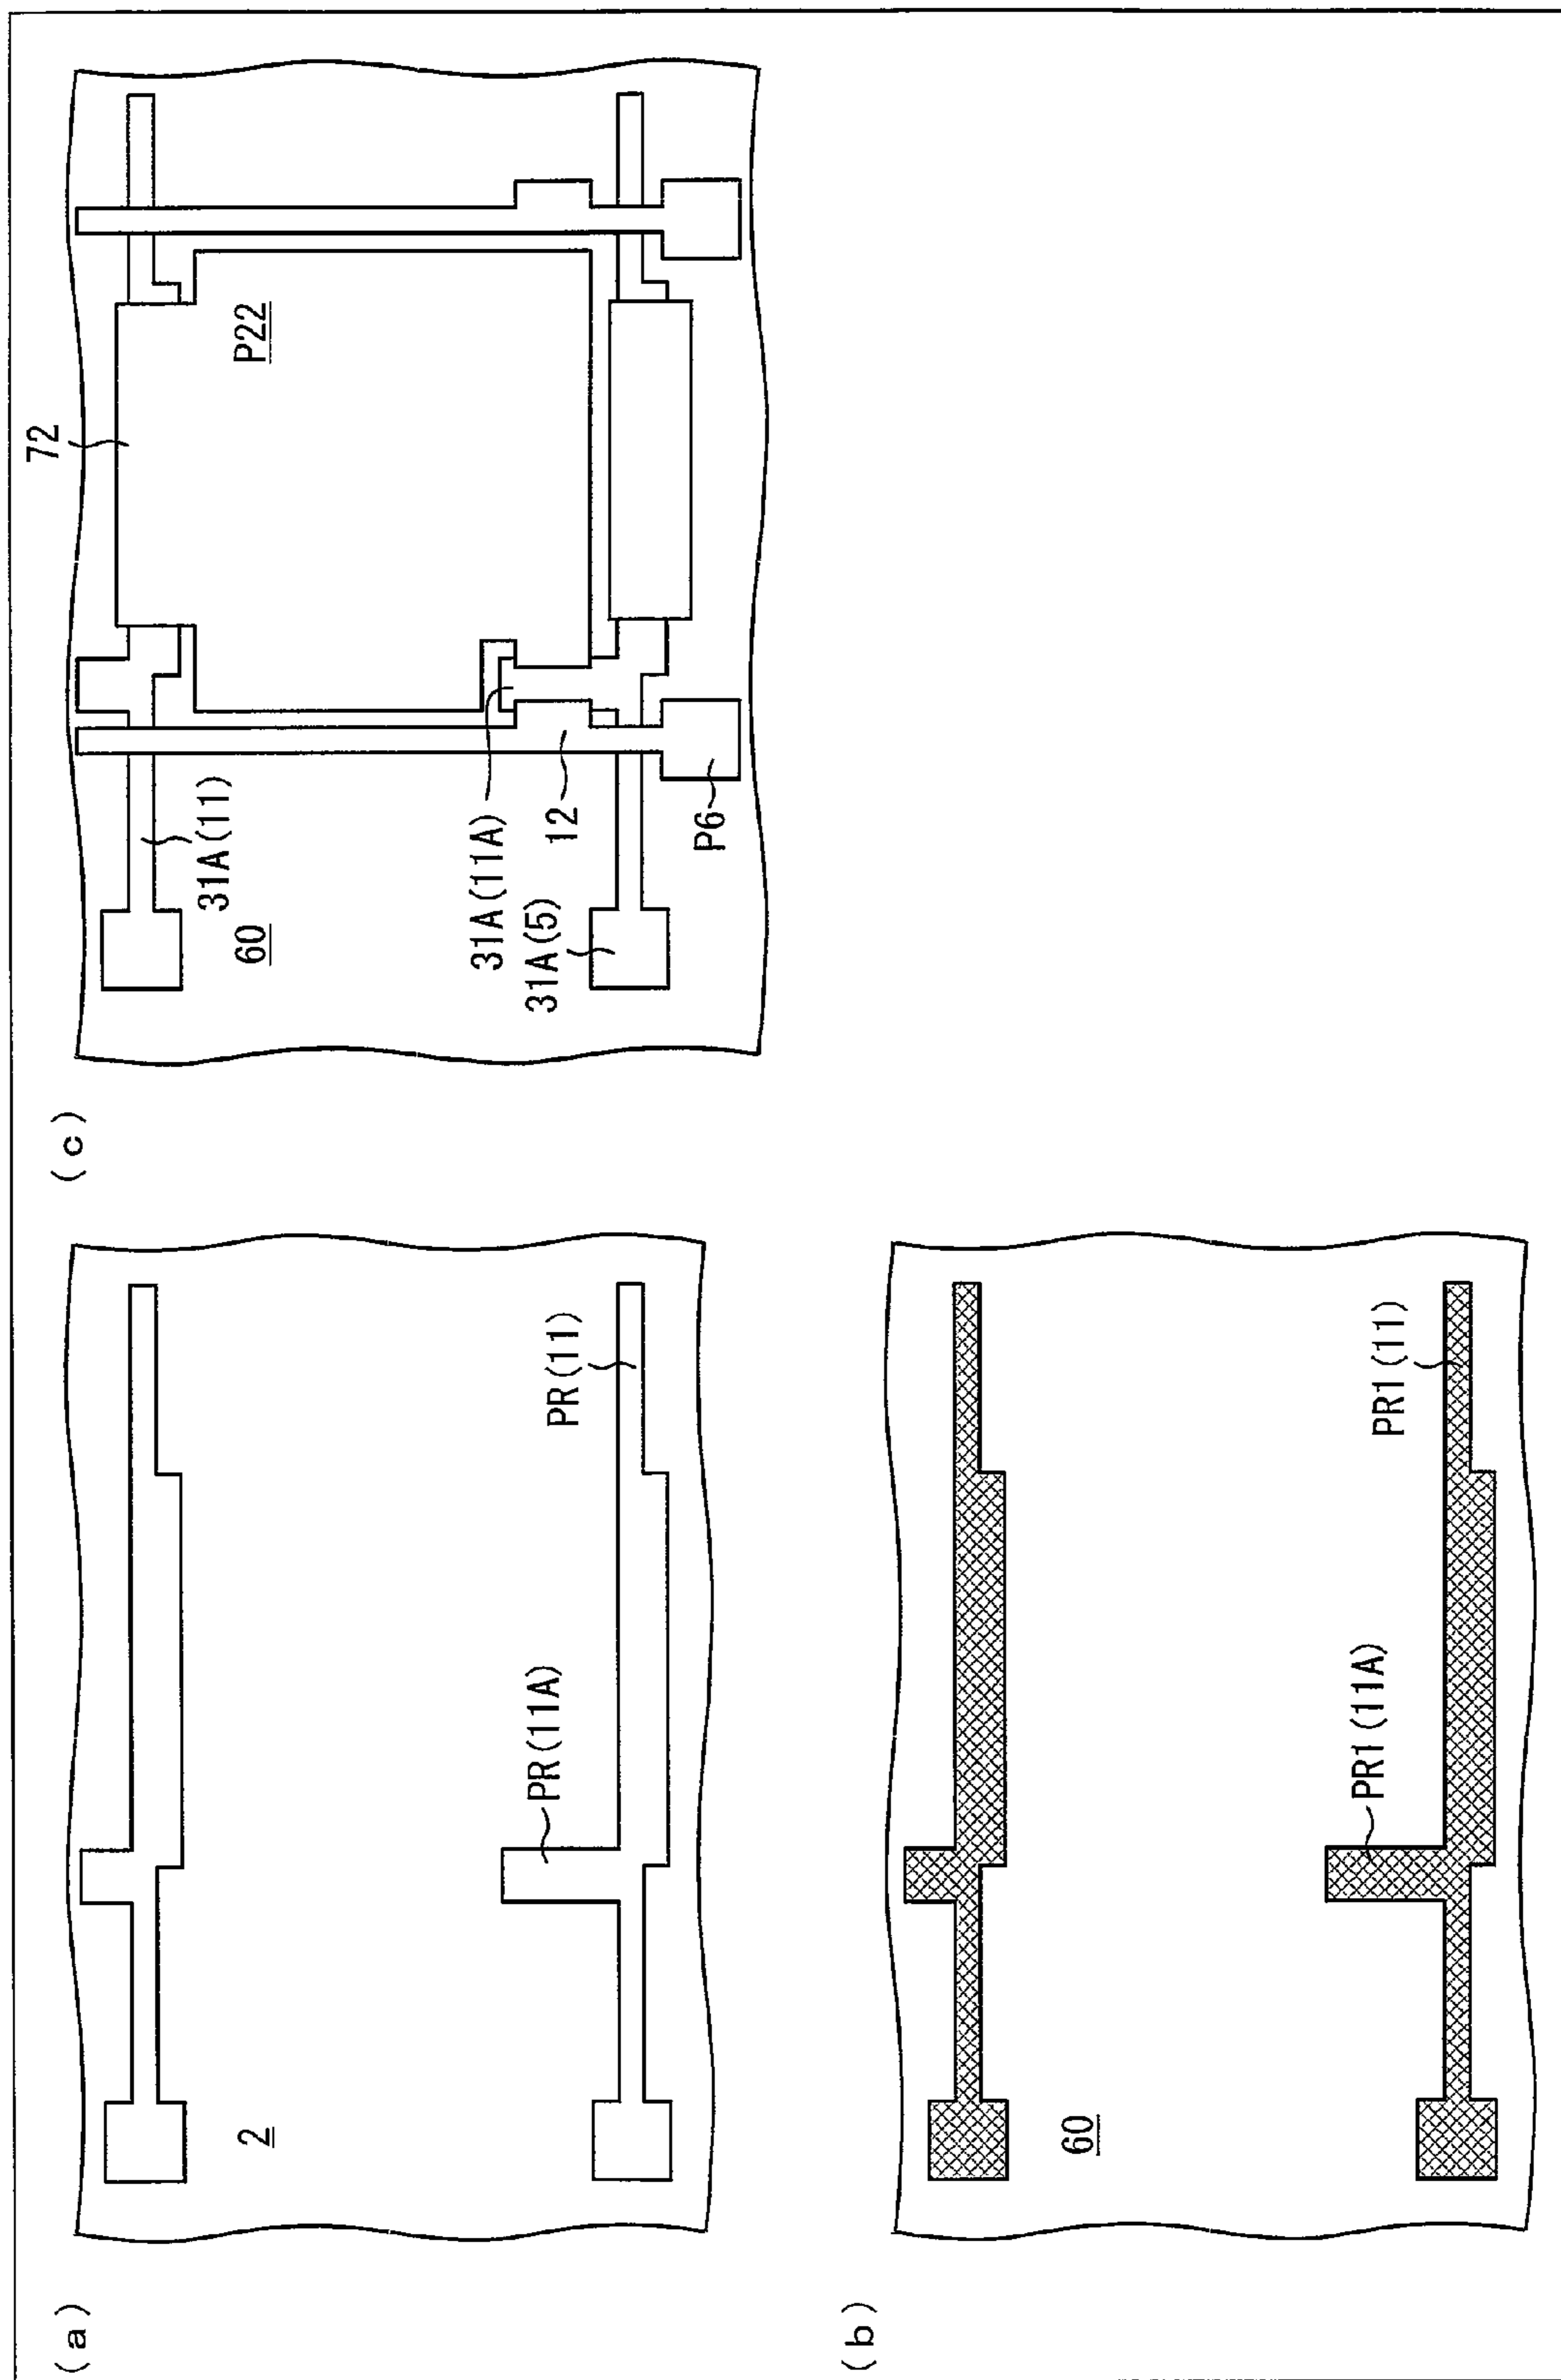 (a)
2
PR(11A)
PR(11)
(b)
60
PR1(11A)
PR1(11)
(c)
72
P22
31A(11)
60
31A(11A)
31A(5)
12
P6